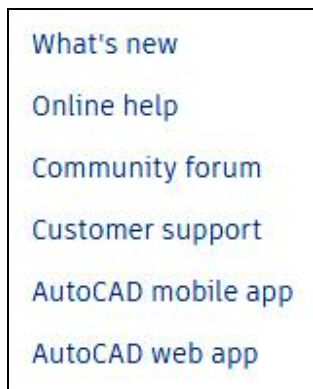 What's new
Online help
Community forum
Customer support
AutoCAD mobile app
AutoCAD web app